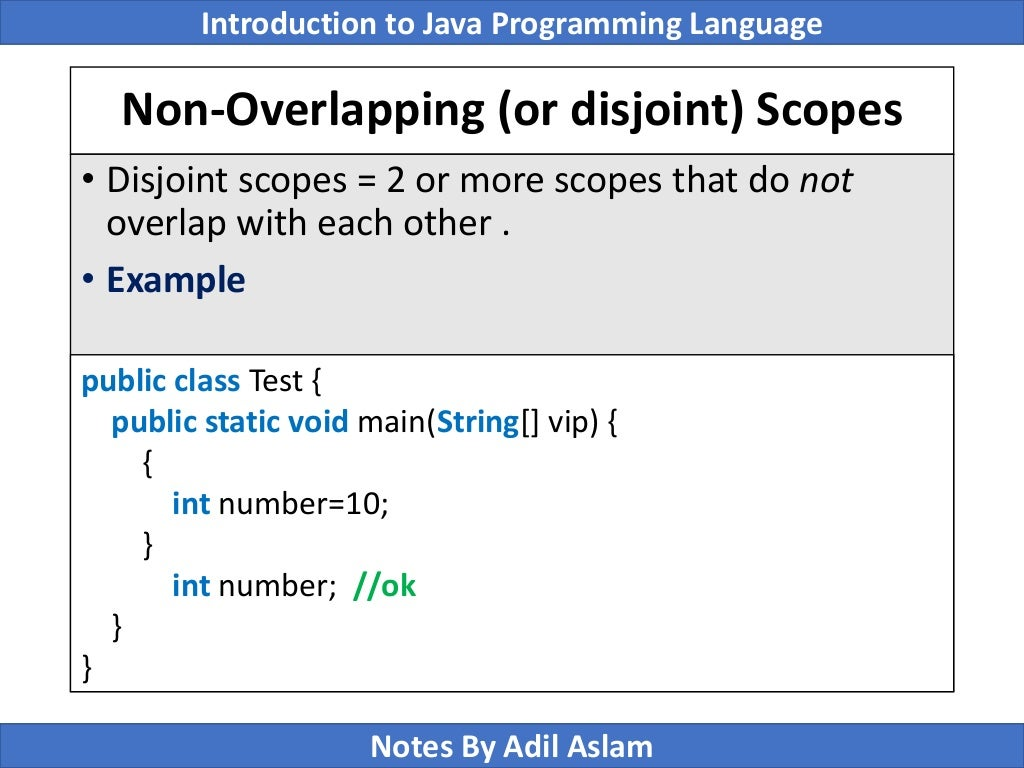 Introduction to Java Programming Language
Non-Overlapping (or disjoint) Scopes
• Disjoint scopes = 2 or more scopes that do not
overlap with each other .
• Example
public class Test {
public static void main(String[] vip) {
{
int number=10;
}
int number;  //ok
}
}
Notes By Adil Aslam